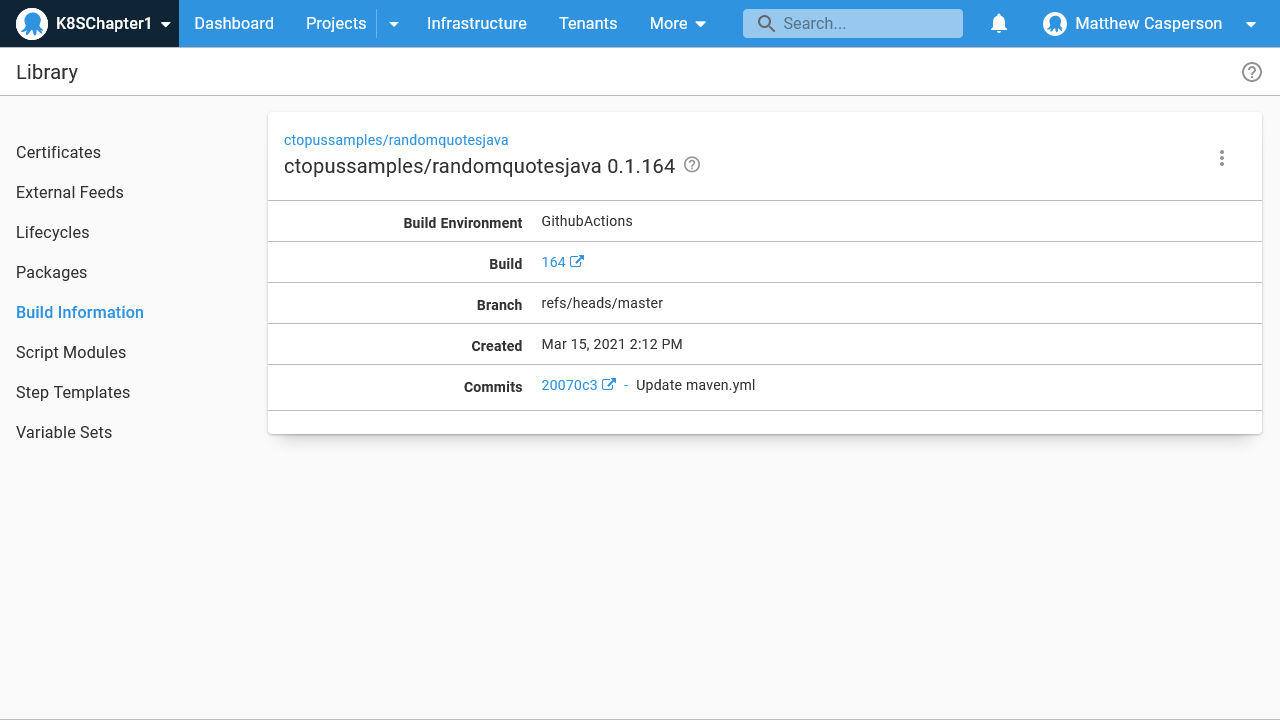 K8SChapter1 Dashboard Projects Infrastructure Tenants More Search... Matthew Casperson
Library
Certificates
External Feeds
Lifecycles
Packages
Build Information
Script Modules
Step Templates
Variable Sets
ctopussamples/randomquotesjava
ctopussamples/randomquotesjava 0.1.164
Build Environment GithubActions
Build 164
Branch refs/heads/master
Created Mar 15, 2021 2:12 PM
Commits 20070c3 - Update maven.yml